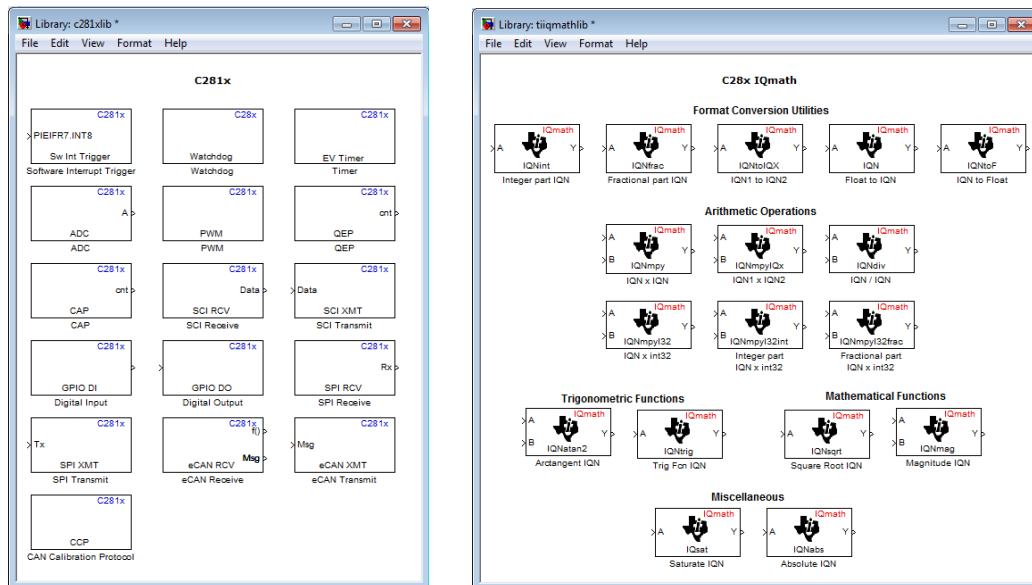 Library: c281xlib *
File Edit View Format Help
C281x
C281x C28x C281x
PIEIFR7.INT8
Sw Int Trigger Watchdog EV Timer
Software Interrupt Trigger Watchdog Timer
C281x C281x C281x
A cnt
ADC PWM QEP
ADC PWM QEP
C281x C281x C281x
cnt Data Data
CAP SCI RCV SCI XMT
CAP SCI Receive SCI Transmit
C281x C281x C281x
Rx
GPIO DI GPIO DO SPI RCV
Digital Input Digital Output SPI Receive
C281x C281x C281x
f()
Tx Msg Msg
SPI XMT eCAN RCV eCAN XMT
SPI Transmit eCAN Receive eCAN Transmit
C281x
CCP
CAN Calibration Protocol
Library: tiiqmathlib *
File Edit View Format Help
C28x IQmath
Format Conversion Utilities
IQmath IQmath IQmath IQmath IQmath
A Y A Y A Y A Y A Y
IQNint IQNfrac IQNtoIQX IQN IQNtoF
Integer part IQN Fractional part IQN IQN1 to IQN2 Float to IQN IQN to Float
Arithmetic Operations
IQmath IQmath IQmath
A A A
Y Y Y
B B B
IQNmpy IQNmpyIQx IQNdiv
IQN x IQN IQN1 x IQN2 IQN / IQN
IQmath IQmath IQmath
A A A
Y Y Y
B B B
IQNmpyI32 IQNmpyI32int IQNmpyI32frac
IQN x int32 Integer part Fractional part
IQN x int32 IQN x int32
Trigonometric Functions Mathematical Functions
IQmath IQmath IQmath IQmath
A A
Y A Y A Y Y
B B
IQNatan2 IQNtrig IQNsqrt IQNmag
Arctangent IQN Trig Fcn IQN Square Root IQN Magnitude IQN
Miscellaneous
IQmath IQmath
A Y A Y
IQsat IQNabs
Saturate IQN Absolute IQN